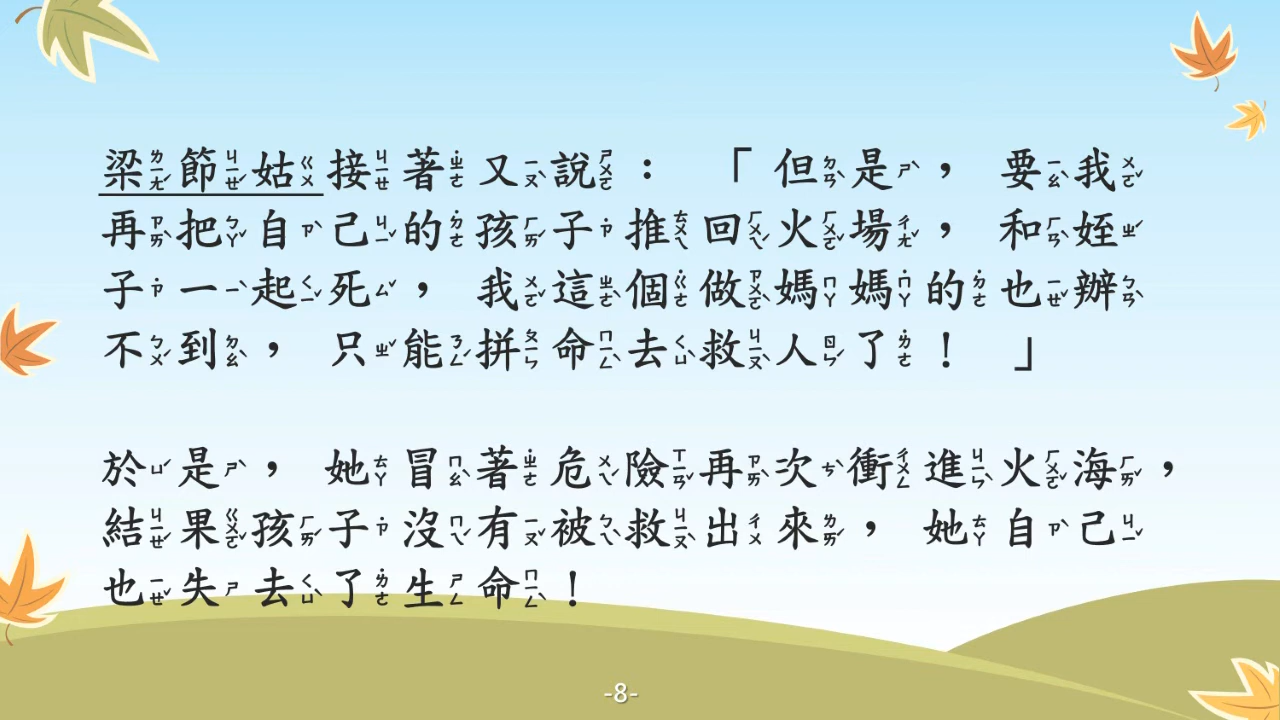 梁節姑接著又說：「但是，要我
再把自己的孩子推回火場，和姪
子一起死，我這個做媽媽的也辦
不到，只能拼命去救人了！」
於是，她冒著危險再次衝進火海，
結果孩子沒有被救出來，她自己
也失去了生命！
-8-